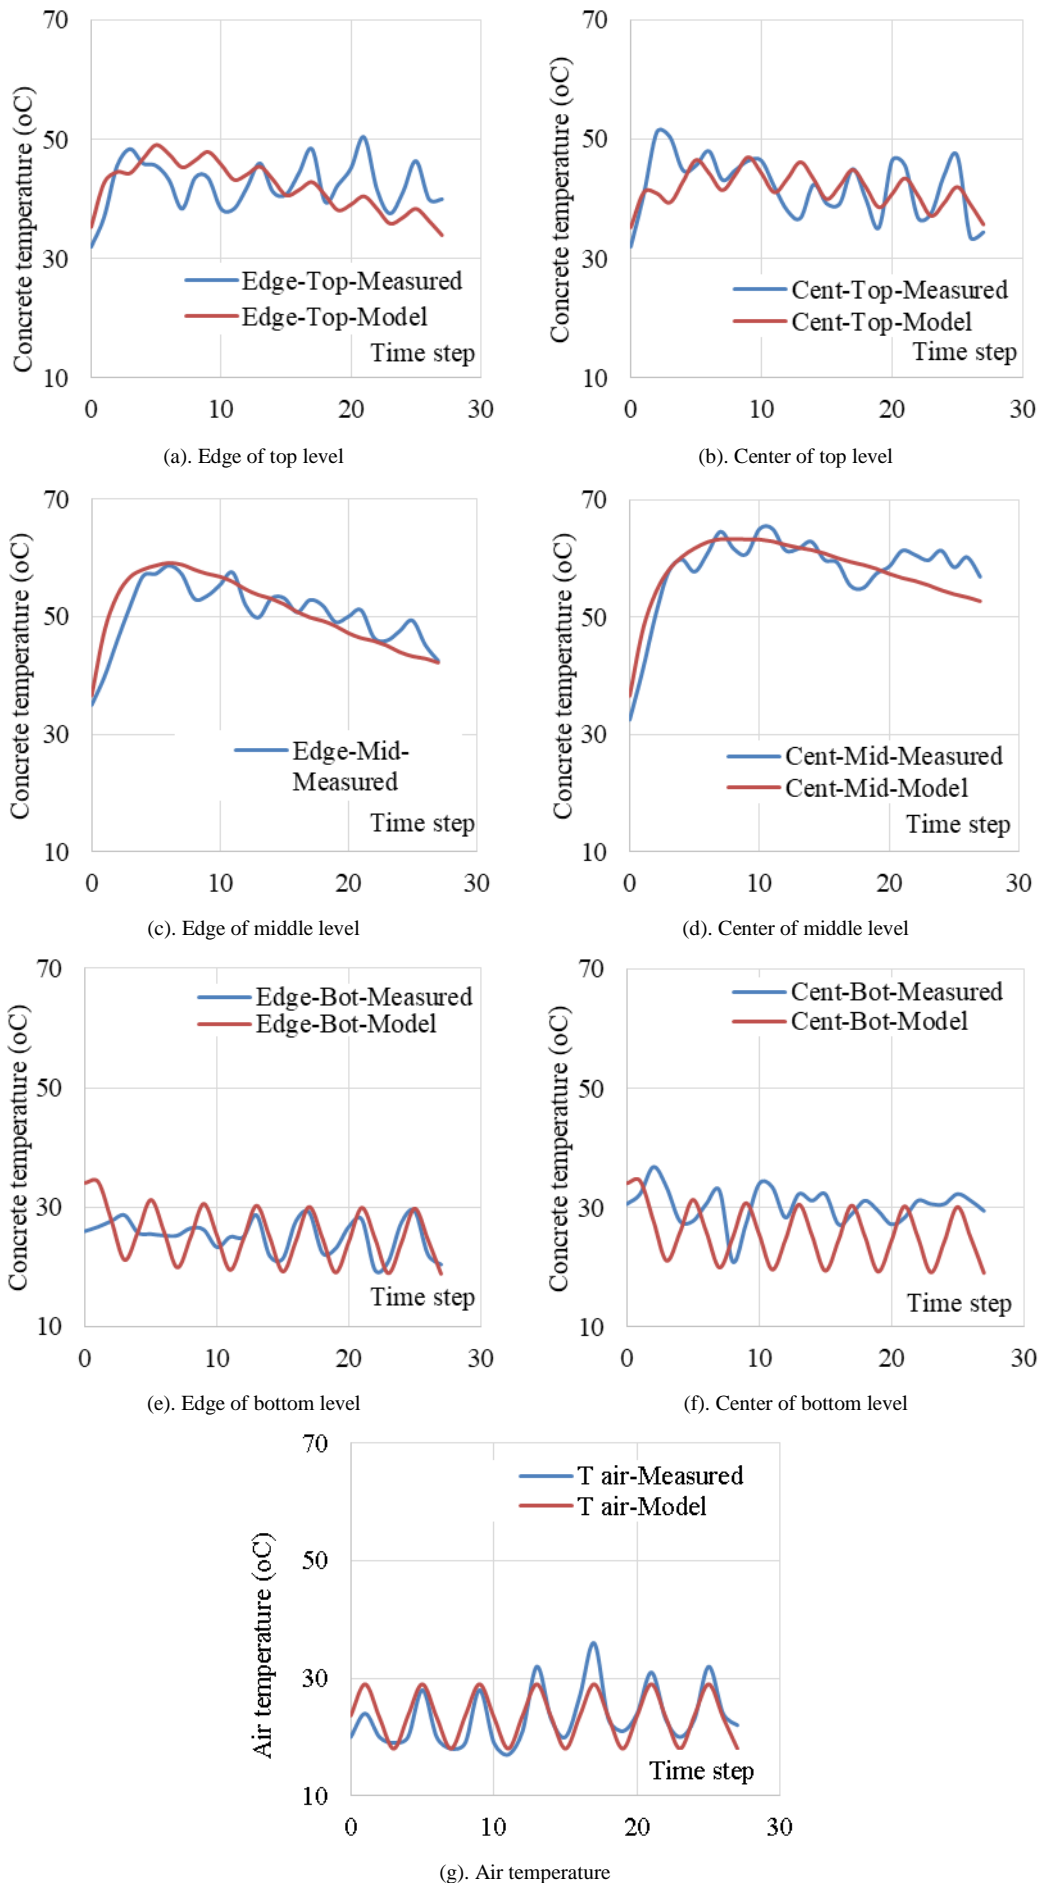 70
50
30
10
Concrete temperature (oC)
Edge-Top-Measured
Edge-Top-Model
Time step
0
10
20
30
(a). Edge of top level
70
50
30
10
Concrete temperature (oC)
Cent-Top-Measured
Cent-Top-Model
Time step
0
10
20
30
(b). Center of top level
70
50
30
10
Concrete temperature (oC)
Edge-Mid-
Measured
Time step
0
10
20
30
(c). Edge of middle level
70
50
30
10
Concrete temperature (oC)
Cent-Mid-Measured
Cent-Mid-Model
Time step
0
10
20
30
(d). Center of middle level
70
50
30
10
Concrete temperature (oC)
Edge-Bot-Measured
Edge-Bot-Model
Time step
0
10
20
30
(e). Edge of bottom level
70
50
30
10
Concrete temperature (oC)
Cent-Bot-Measured
Cent-Bot-Model
Time step
0
10
20
30
(f). Center of bottom level
70
50
30
10
Air temperature (oC)
T air-Measured
T air-Model
Time step
0
10
20
30
(g). Air temperature